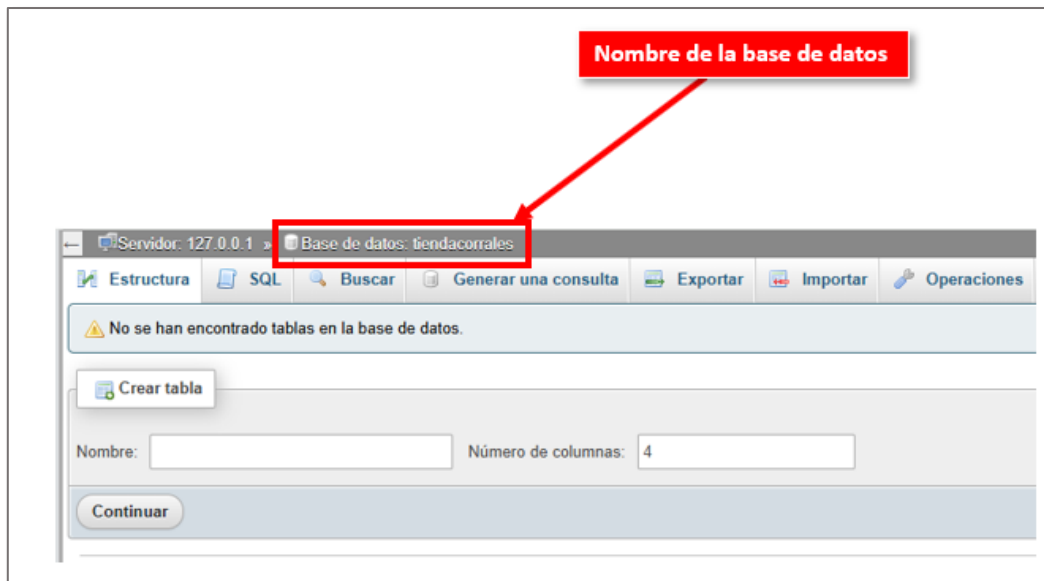 Nombre de la base de datos
Servidor: 127.0.0.1 » Base de datos: tiendacorrales
Estructura SQL Buscar Generar una consulta Exportar Importar Operaciones
No se han encontrado tablas en la base de datos.
Crear tabla
Nombre: Número de columnas: 4
Continuar